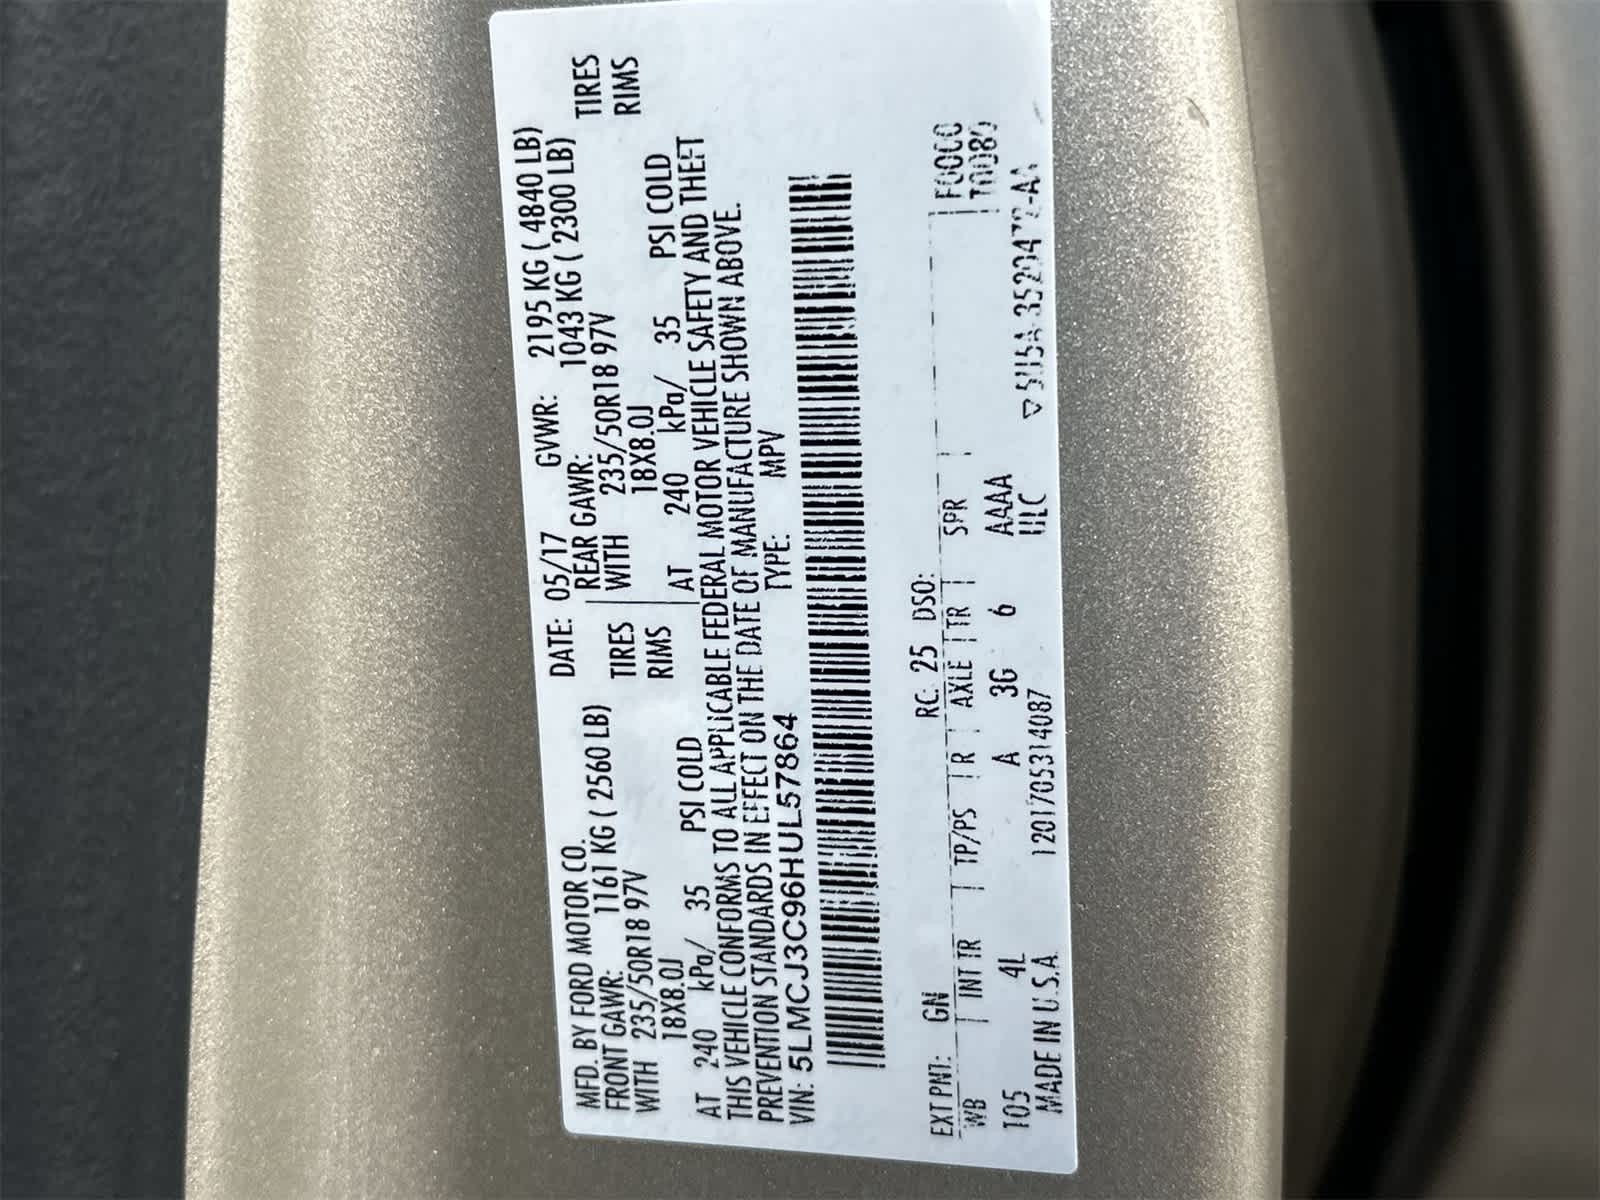 MFD. BY FORD MOTOR CO. DATE: 05/17 GVWR: 2195 KG ( 4840 LB)
FRONT GAWR: 1161 KG ( 2560 LB) REAR GAWR: 1043 KG ( 2300 LB)
WITH 235/50R18 97V TIRES WITH 235/50R18 97V TIRES
18X8.0J RIMS 18X8.0J RIMS
AT 240 kPa/ 35 PSI COLD AT 240 kPa/ 35 PSI COLD
THIS VEHICLE CONFORMS TO ALL APPLICABLE FEDERAL MOTOR VEHICLE SAFETY AND THEFT
PREVENTION STANDARDS IN EFFECT ON THE DATE OF MANUFACTURE SHOWN ABOVE.
VIN: 5LMCJ3C96HUL57864 TYPE: MPV
EXT PNT: GN RC: 25 DSO: F0000
WB INT TR TP/PS R AXLE TR SPR T0080
105 4L A 3G 6 AAAA
MADE IN U.S.A. 1201705314087 ULC